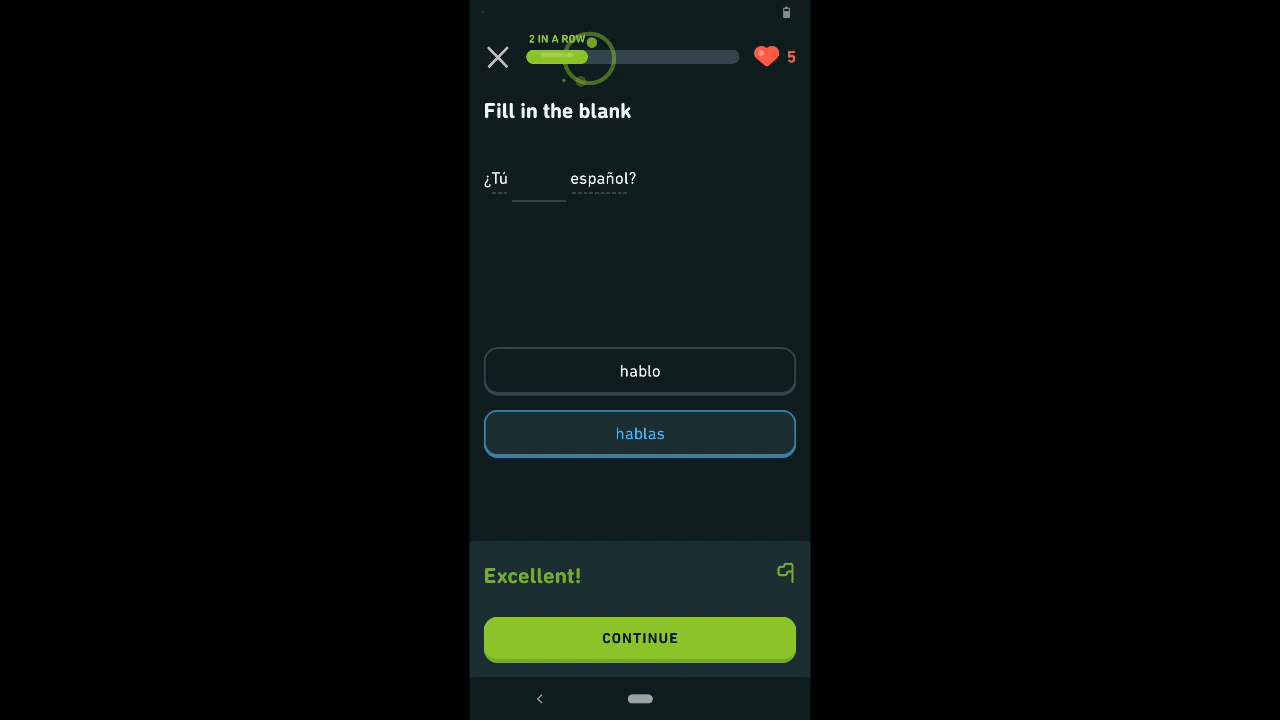 2 IN A ROW
5
Fill in the blank
¿Tú español?
hablo
hablas
Excellent!
CONTINUE